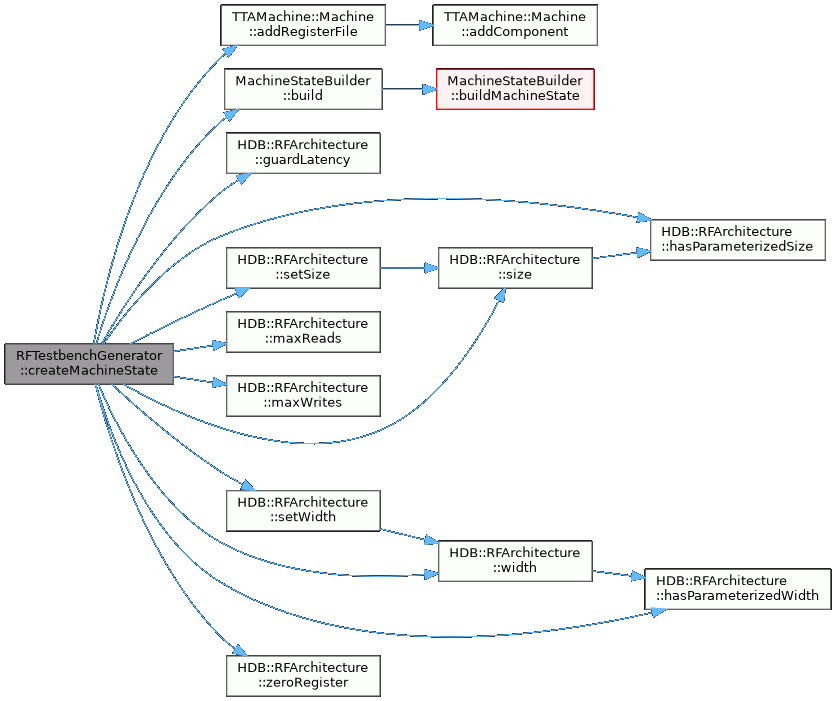 TTAMachine::Machine
::addRegisterFile
TTAMachine::Machine
::addComponent
MachineStateBuilder
::build
MachineStateBuilder
::buildMachineState
HDB::RFArchitecture
::guardLatency
HDB::RFArchitecture
::hasParameterizedSize
HDB::RFArchitecture
::setSize
HDB::RFArchitecture
::size
HDB::RFArchitecture
::maxReads
RFTestbenchGenerator
::createMachineState
HDB::RFArchitecture
::maxWrites
HDB::RFArchitecture
::setWidth
HDB::RFArchitecture
::width
HDB::RFArchitecture
::hasParameterizedWidth
HDB::RFArchitecture
::zeroRegister